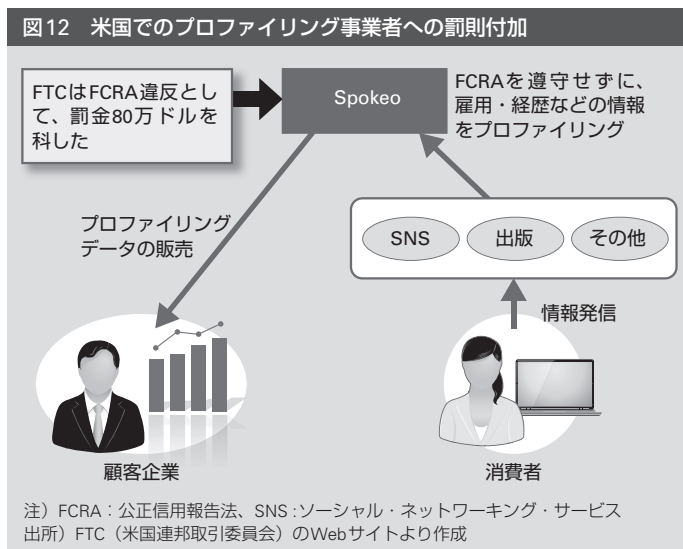 図12　米国でのプロファイリング事業者への罰則付加
FTCはFCRA違反とし
て、罰金80万ドルを
科した
Spokeo
FCRAを遵守せずに、
雇用・経歴などの情報
をプロファイリング
プロファイリング
データの販売
SNS
出版
その他
情報発信
顧客企業
消費者
注）FCRA：公正信用報告法、SNS：ソーシャル・ネットワーキング・サービス
出所）FTC（米国連邦取引委員会）のWebサイトより作成